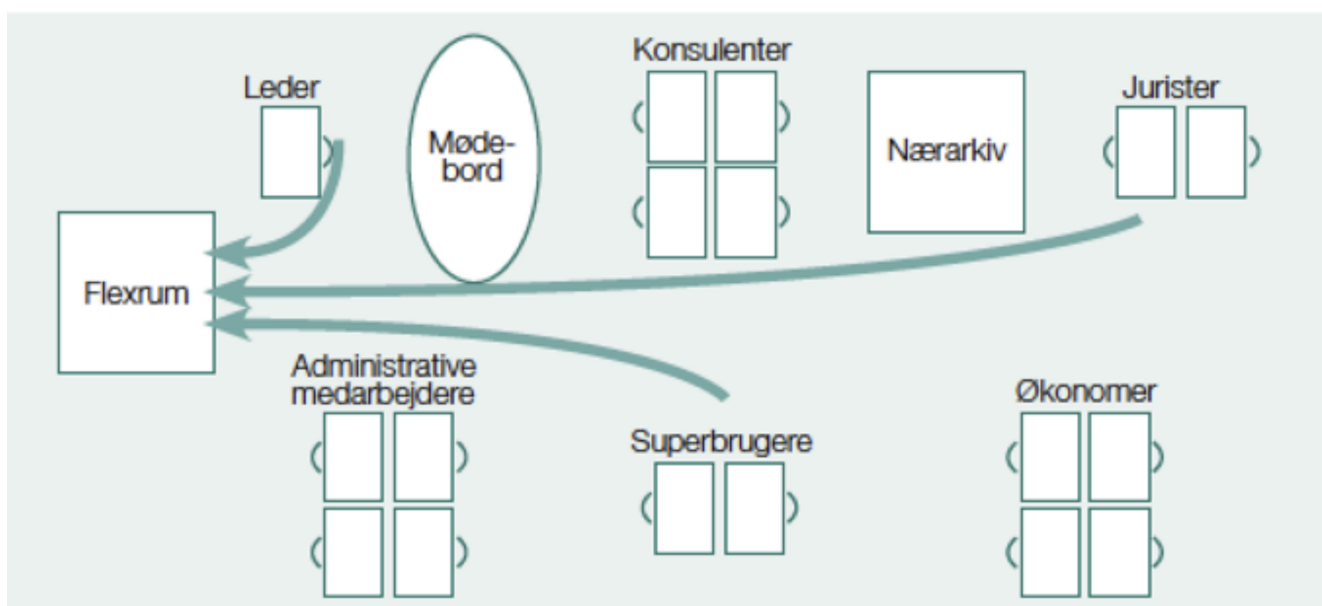 Konsulenter
Leder
Jurister
Møde-
bord
Nærarkiv
Flexrum
Administrative
medarbejdere
Økonomer
Superbrugere